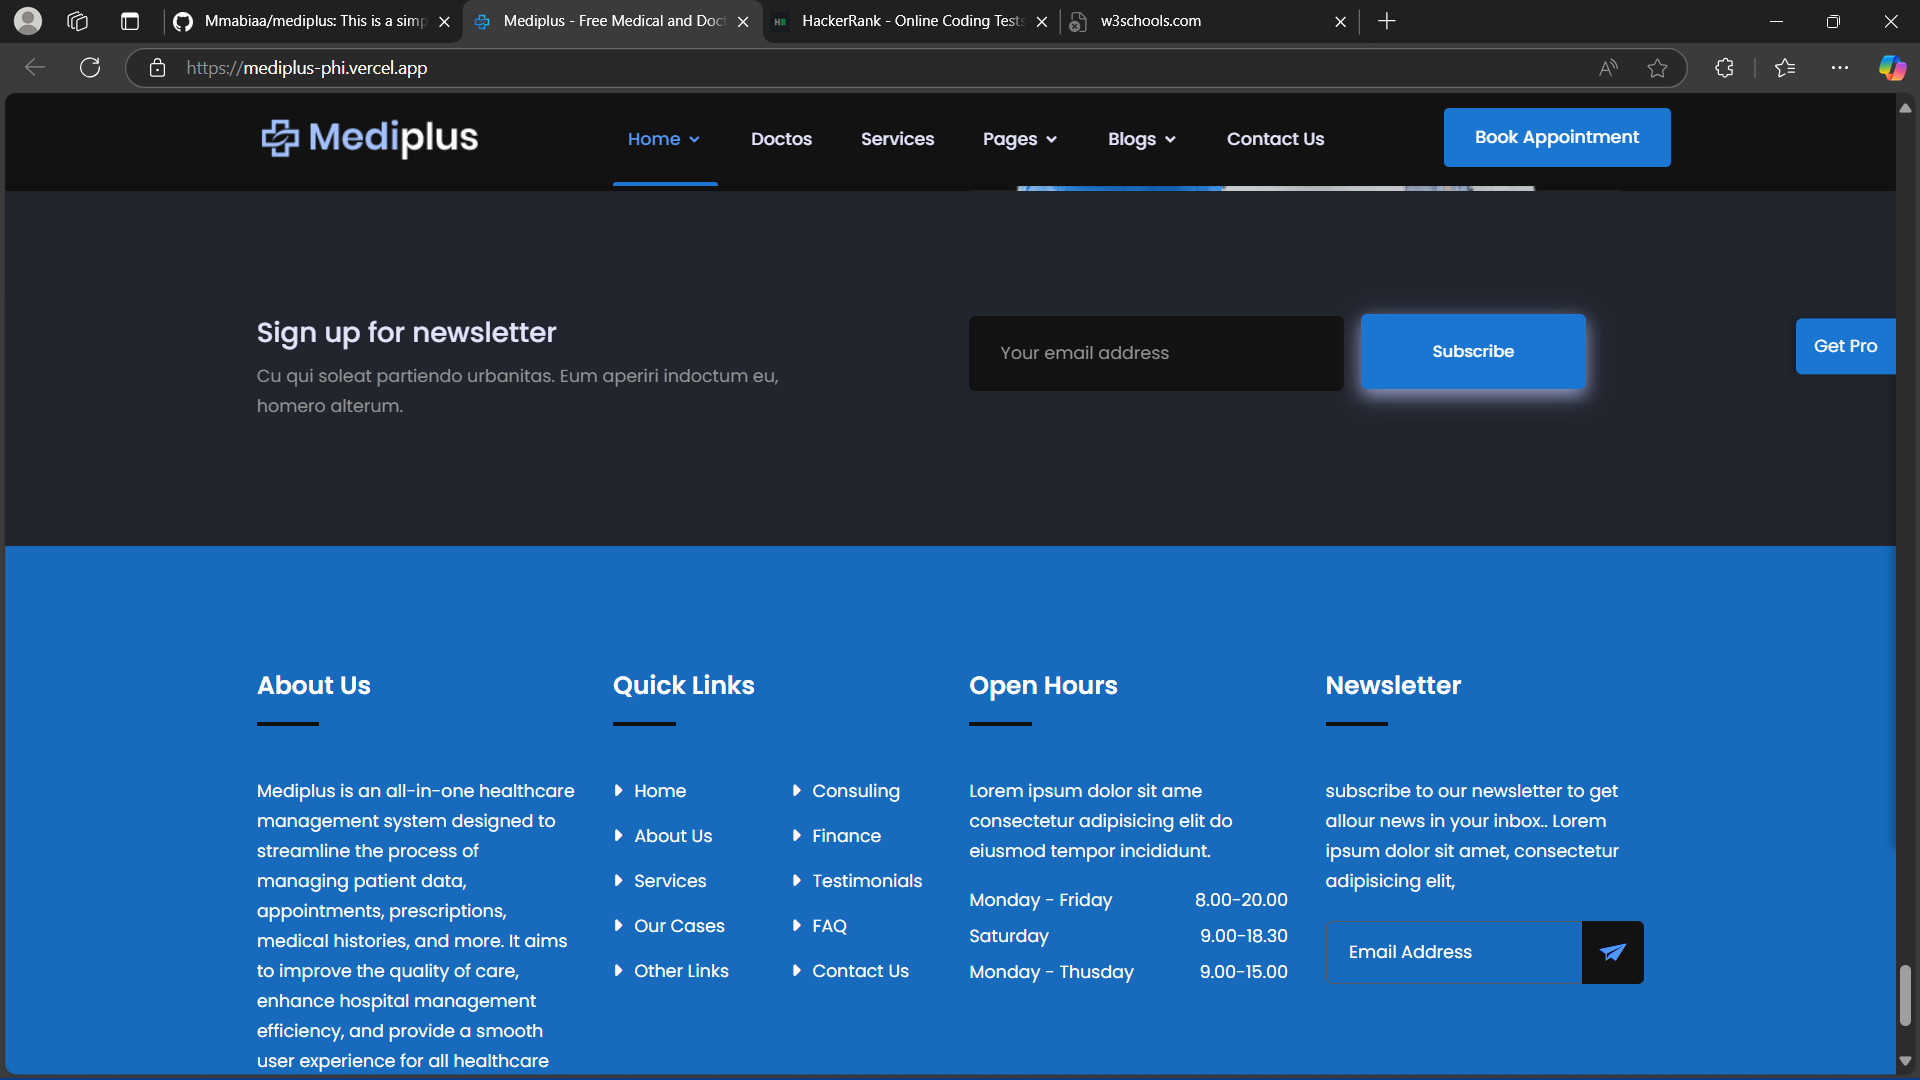 Mmabiaa/mediplus: This is a simp
Mediplus - Free Medical and Doct
HackerRank - Online Coding Tests
w3schools.com
https://mediplus-phi.vercel.app
Mediplus
Home
Doctos
Services
Pages
Blogs
Contact Us
Book Appointment
Sign up for newsletter
Cu qui soleat partiendo urbanitas. Eum aperiri indoctum eu,
homero alterum.
Your email address
Subscribe
Get Pro
About Us
Mediplus is an all-in-one healthcare
management system designed to
streamline the process of
managing patient data,
appointments, prescriptions,
medical histories, and more. It aims
to improve the quality of care,
enhance hospital management
efficiency, and provide a smooth
user experience for all healthcare
Quick Links
Home
About Us
Services
Our Cases
Other Links
Consuling
Finance
Testimonials
FAQ
Contact Us
Open Hours
Lorem ipsum dolor sit ame
consectetur adipisicing elit do
eiusmod tempor incididunt.
Monday - Friday 8.00-20.00
Saturday 9.00-18.30
Monday - Thusday 9.00-15.00
Newsletter
subscribe to our newsletter to get
allour news in your inbox.. Lorem
ipsum dolor sit amet, consectetur
adipisicing elit,
Email Address